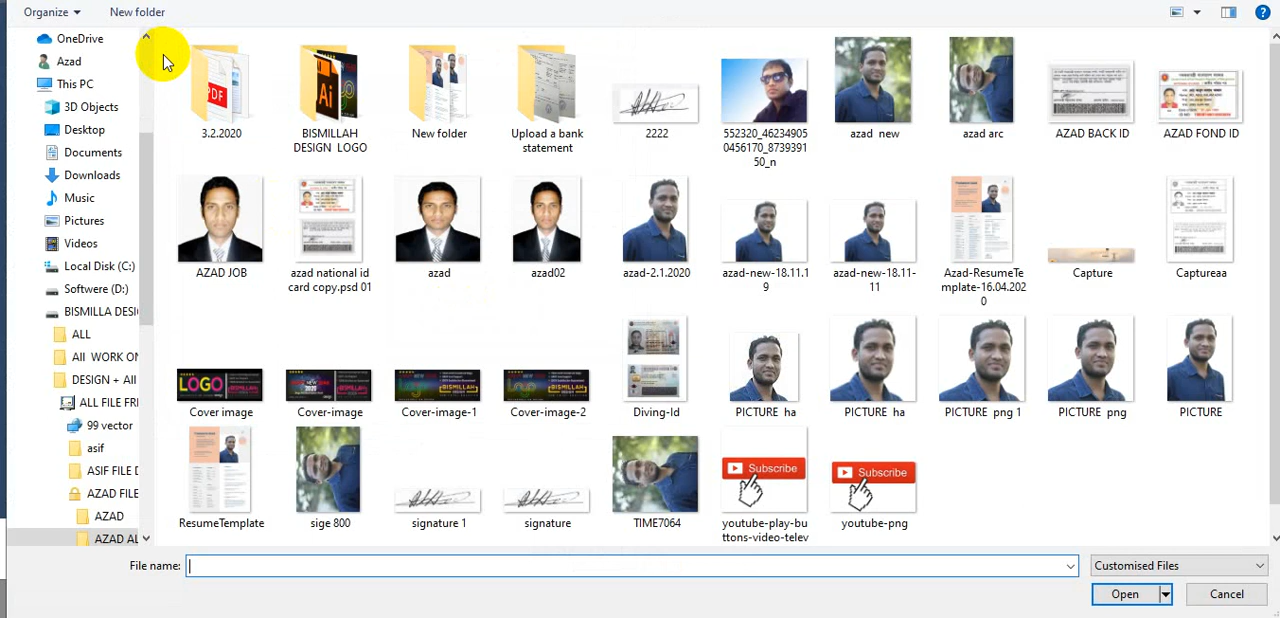 Organize
New folder
OneDrive
Azad
This PC
3D Objects
Desktop
Documents
Downloads
Music
Pictures
Videos
Local Disk (C:)
Softwere (D:)
BISMILLA DESI
ALL
All WORK ON
DESIGN + All
ALL FILE FRI
99 vector
asif
ASIF FILE D
AZAD FILE
AZAD
AZAD AL
PDF
Ai
3.2.2020
BISMILLAH
DESIGN LOGO
New folder
Upload a bank
statement
2222
552320_46234905
0456170_8739391
50_n
azad new
azad arc
AZAD BACK ID
AZAD FOND ID
AZAD JOB
azad national id
card copy.psd 01
azad
azad02
azad-2.1.2020
azad-new-18.11.1
9
azad-new-18.11-
11
Azad-ResumeTe
mplate-16.04.202
0
Capture
Captureaa
LOGO
BISMILLAH
Cover image
Cover-image
Cover-image-1
Cover-image-2
Diving-Id
PICTURE ha
PICTURE ha
PICTURE png 1
PICTURE png
PICTURE
ResumeTemplate
sige 800
signature 1
signature
TIME7064
Subscribe
youtube-play-bu
ttons-video-telev
Subscribe
youtube-png
File name:
Customised Files
Open
Cancel